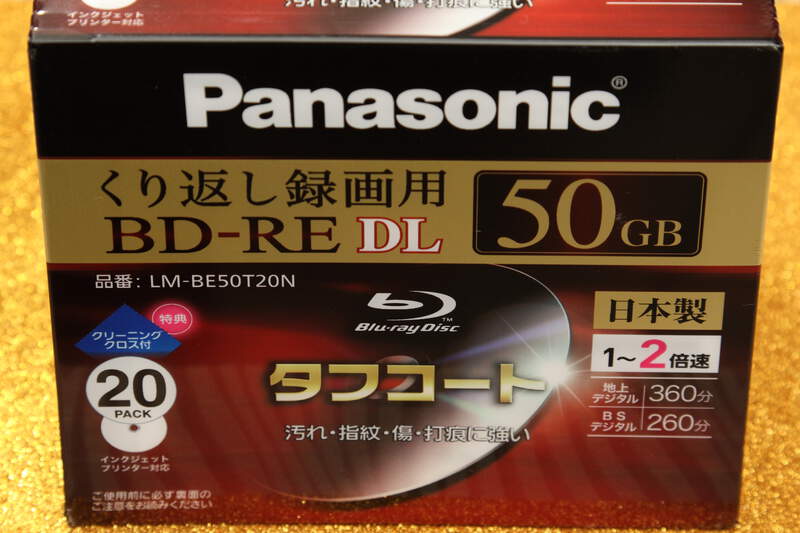 インクジェット
プリンター対応
汚れ・指紋・傷・打痕に強い
Panasonic®
くり返し録画用
BD-RE DL
50GB
品番: LM-BE50T20N
特典
クリーニング
クロス付
20
PACK
インクジェット
プリンター対応
ご使用前に必ず裏面の
ご注意をお読みください
Blu-ray Disc™
タフコート
汚れ・指紋・傷・打痕に強い
日本製
1～2倍速
地上
デジタル 360分
BS
デジタル 260分